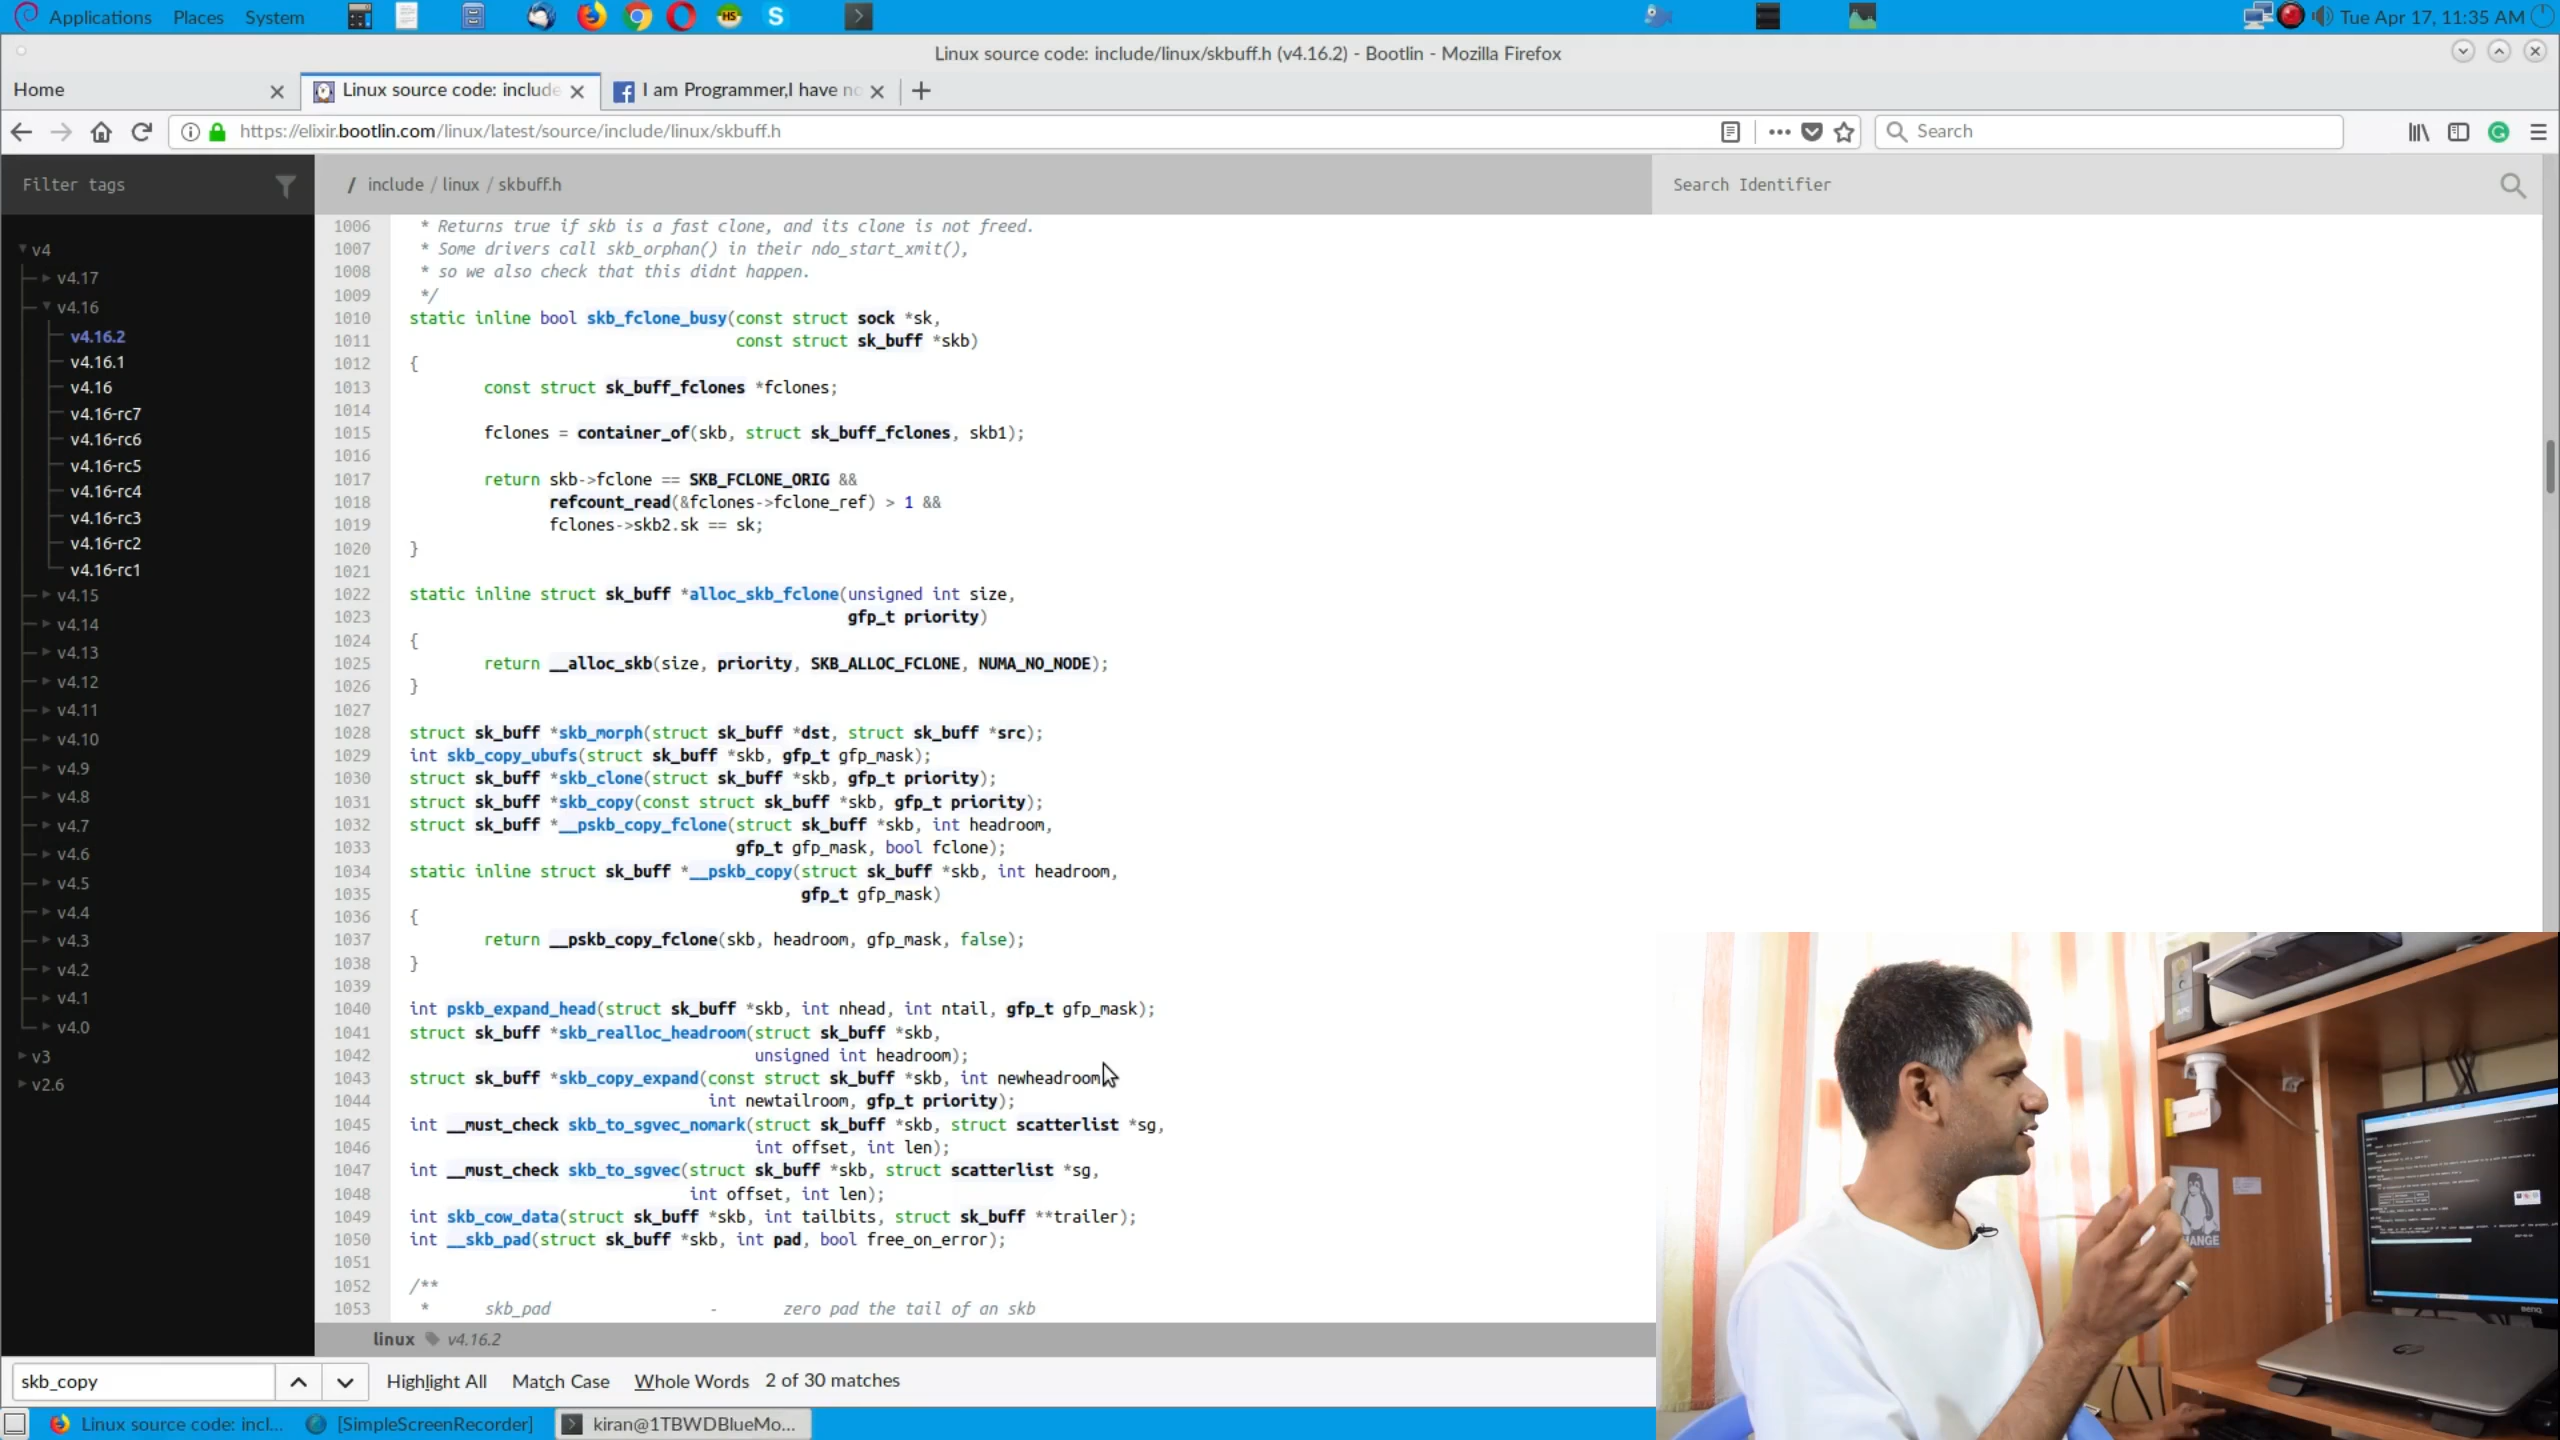 Applications Places System Tue Apr 17, 11:35 AM
Linux source code: include/linux/skbuff.h (v4.16.2) - Bootlin - Mozilla Firefox
Home Linux source code: include I am Programmer,I have no
https://elixir.bootlin.com/linux/latest/source/include/linux/skbuff.h Search
Filter tags / include / linux / skbuff.h Search Identifier
v4
v4.17
v4.16
v4.16.2
v4.16.1
v4.16
v4.16-rc7
v4.16-rc6
v4.16-rc5
v4.16-rc4
v4.16-rc3
v4.16-rc2
v4.16-rc1
v4.15
v4.14
v4.13
v4.12
v4.11
v4.10
v4.9
v4.8
v4.7
v4.6
v4.5
v4.4
v4.3
v4.2
v4.1
v4.0
v3
v2.6
1006 * Returns true if skb is a fast clone, and its clone is not freed.
1007 * Some drivers call skb_orphan() in their ndo_start_xmit(),
1008 * so we also check that this didnt happen.
1009 */
1010 static inline bool skb_fclone_busy(const struct sock *sk,
1011 const struct sk_buff *skb)
1012 {
1013 const struct sk_buff_fclones *fclones;
1014
1015 fclones = container_of(skb, struct sk_buff_fclones, skb1);
1016
1017 return skb->fclone == SKB_FCLONE_ORIG &&
1018 refcount_read(&fclones->fclone_ref) > 1 &&
1019 fclones->skb2.sk == sk;
1020 }
1021
1022 static inline struct sk_buff *alloc_skb_fclone(unsigned int size,
1023 gfp_t priority)
1024 {
1025 return __alloc_skb(size, priority, SKB_ALLOC_FCLONE, NUMA_NO_NODE);
1026 }
1027
1028 struct sk_buff *skb_morph(struct sk_buff *dst, struct sk_buff *src);
1029 int skb_copy_ubufs(struct sk_buff *skb, gfp_t gfp_mask);
1030 struct sk_buff *skb_clone(struct sk_buff *skb, gfp_t priority);
1031 struct sk_buff *skb_copy(const struct sk_buff *skb, gfp_t priority);
1032 struct sk_buff *__pskb_copy_fclone(struct sk_buff *skb, int headroom,
1033 gfp_t gfp_mask, bool fclone);
1034 static inline struct sk_buff *__pskb_copy(struct sk_buff *skb, int headroom,
1035 gfp_t gfp_mask)
1036 {
1037 return __pskb_copy_fclone(skb, headroom, gfp_mask, false);
1038 }
1039
1040 int pskb_expand_head(struct sk_buff *skb, int nhead, int ntail, gfp_t gfp_mask);
1041 struct sk_buff *skb_realloc_headroom(struct sk_buff *skb,
1042 unsigned int headroom);
1043 struct sk_buff *skb_copy_expand(const struct sk_buff *skb, int newheadroom,
1044 int newtailroom, gfp_t priority);
1045 int __must_check skb_to_sgvec_nomark(struct sk_buff *skb, struct scatterlist *sg,
1046 int offset, int len);
1047 int __must_check skb_to_sgvec(struct sk_buff *skb, struct scatterlist *sg,
1048 int offset, int len);
1049 int skb_cow_data(struct sk_buff *skb, int tailbits, struct sk_buff **trailer);
1050 int __skb_pad(struct sk_buff *skb, int pad, bool free_on_error);
1051
1052 /**
1053 * skb_pad - zero pad the tail of an skb
linux v4.16.2
skb_copy Highlight All Match Case Whole Words 2 of 30 matches
Linux source code: incl... [SimpleScreenRecorder] kiran@1TBWDBlueMo...
BenQ